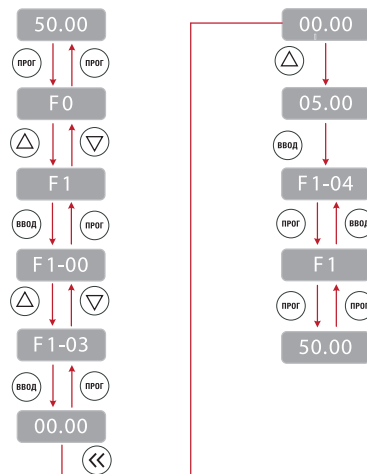 50.00
ПРОГ ПРОГ
F0
F1
ВВОД ПРОГ
F1-00
F1-03
ВВОД ПРОГ
00.00
00.00
05.00
ВВОД
F1-04
ПРОГ ВВОД
F1
ПРОГ ПРОГ
50.00